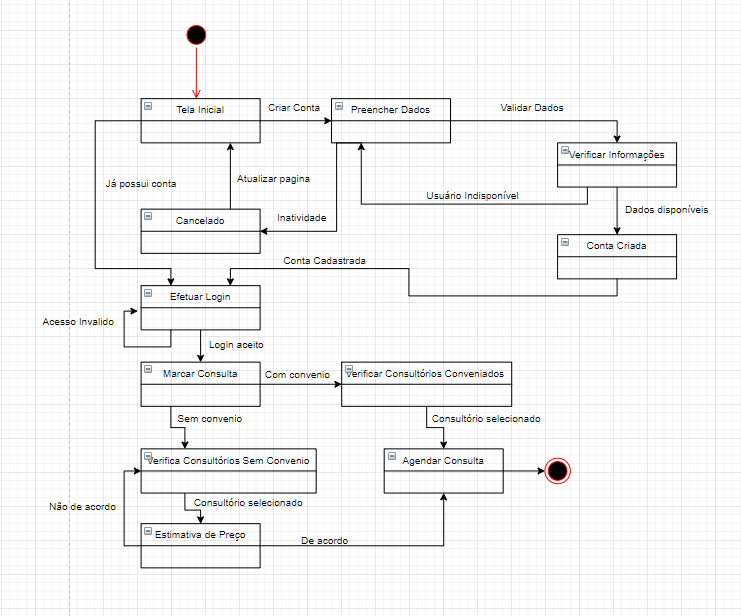 Tela Inicial
Criar Conta
Preencher Dados
Validar Dados
Verificar Informações
Já possui conta
Atualizar pagina
Usuário Indisponível
Dados disponíveis
Cancelado
Inatividade
Conta Criada
Conta Cadastrada
Efetuar Login
Acesso Invalido
Login aceito
Marcar Consulta
Com convenio
Verificar Consultórios Conveniados
Sem convenio
Consultório selecionado
Verifica Consultórios Sem Convenio
Agendar Consulta
Não de acordo
Consultório selecionado
Estimativa de Preço
De acordo